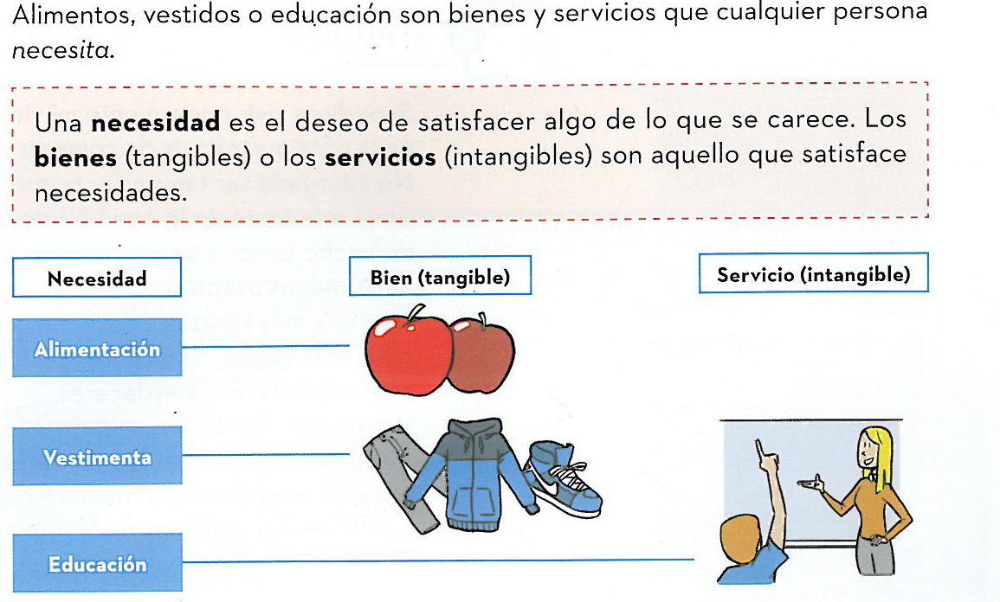 Alimentos, vestidos o educación son bienes y servicios que cualquier persona
necesita.
Una necesidad es el deseo de satisfacer algo de lo que se carece. Los
bienes (tangibles) o los servicios (intangibles) son aquello que satisface
necesidades.
Necesidad
Bien (tangible)
Servicio (intangible)
Alimentación
Vestimenta
Educación